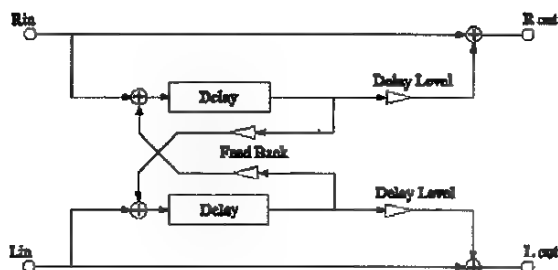 Rin
R out
Delay Level
Delay
Feed Back
Delay Level
Delay
Lin
L out